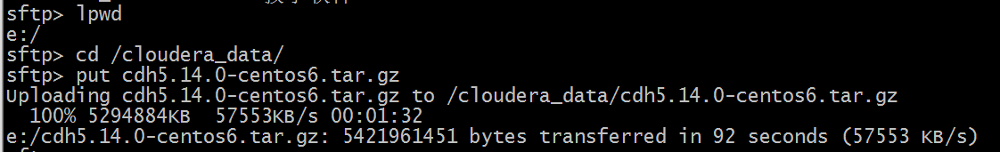 sftp> lpwd
e:/
sftp> cd /cloudera_data/
sftp> put cdh5.14.0-centos6.tar.gz
Uploading cdh5.14.0-centos6.tar.gz to /cloudera_data/cdh5.14.0-centos6.tar.gz
100% 5294884KB 57553KB/s 00:01:32
e:/cdh5.14.0-centos6.tar.gz: 5421961451 bytes transferred in 92 seconds (57553 KB/s)